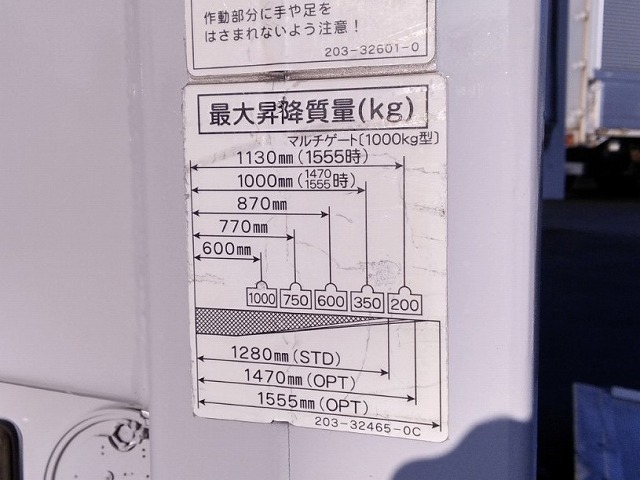 作動部分に手や足を
はさまれないよう注意！
203-32601-0
最大昇降質量(kg)
マルチゲート〔1000kg型〕
1130mm(1555時)
1000mm(1470 1555時)
870mm
770mm
600mm
1000 750 600 350 200
1280mm(STD)
1470mm(OPT)
1555mm(OPT)
203-32465-0C